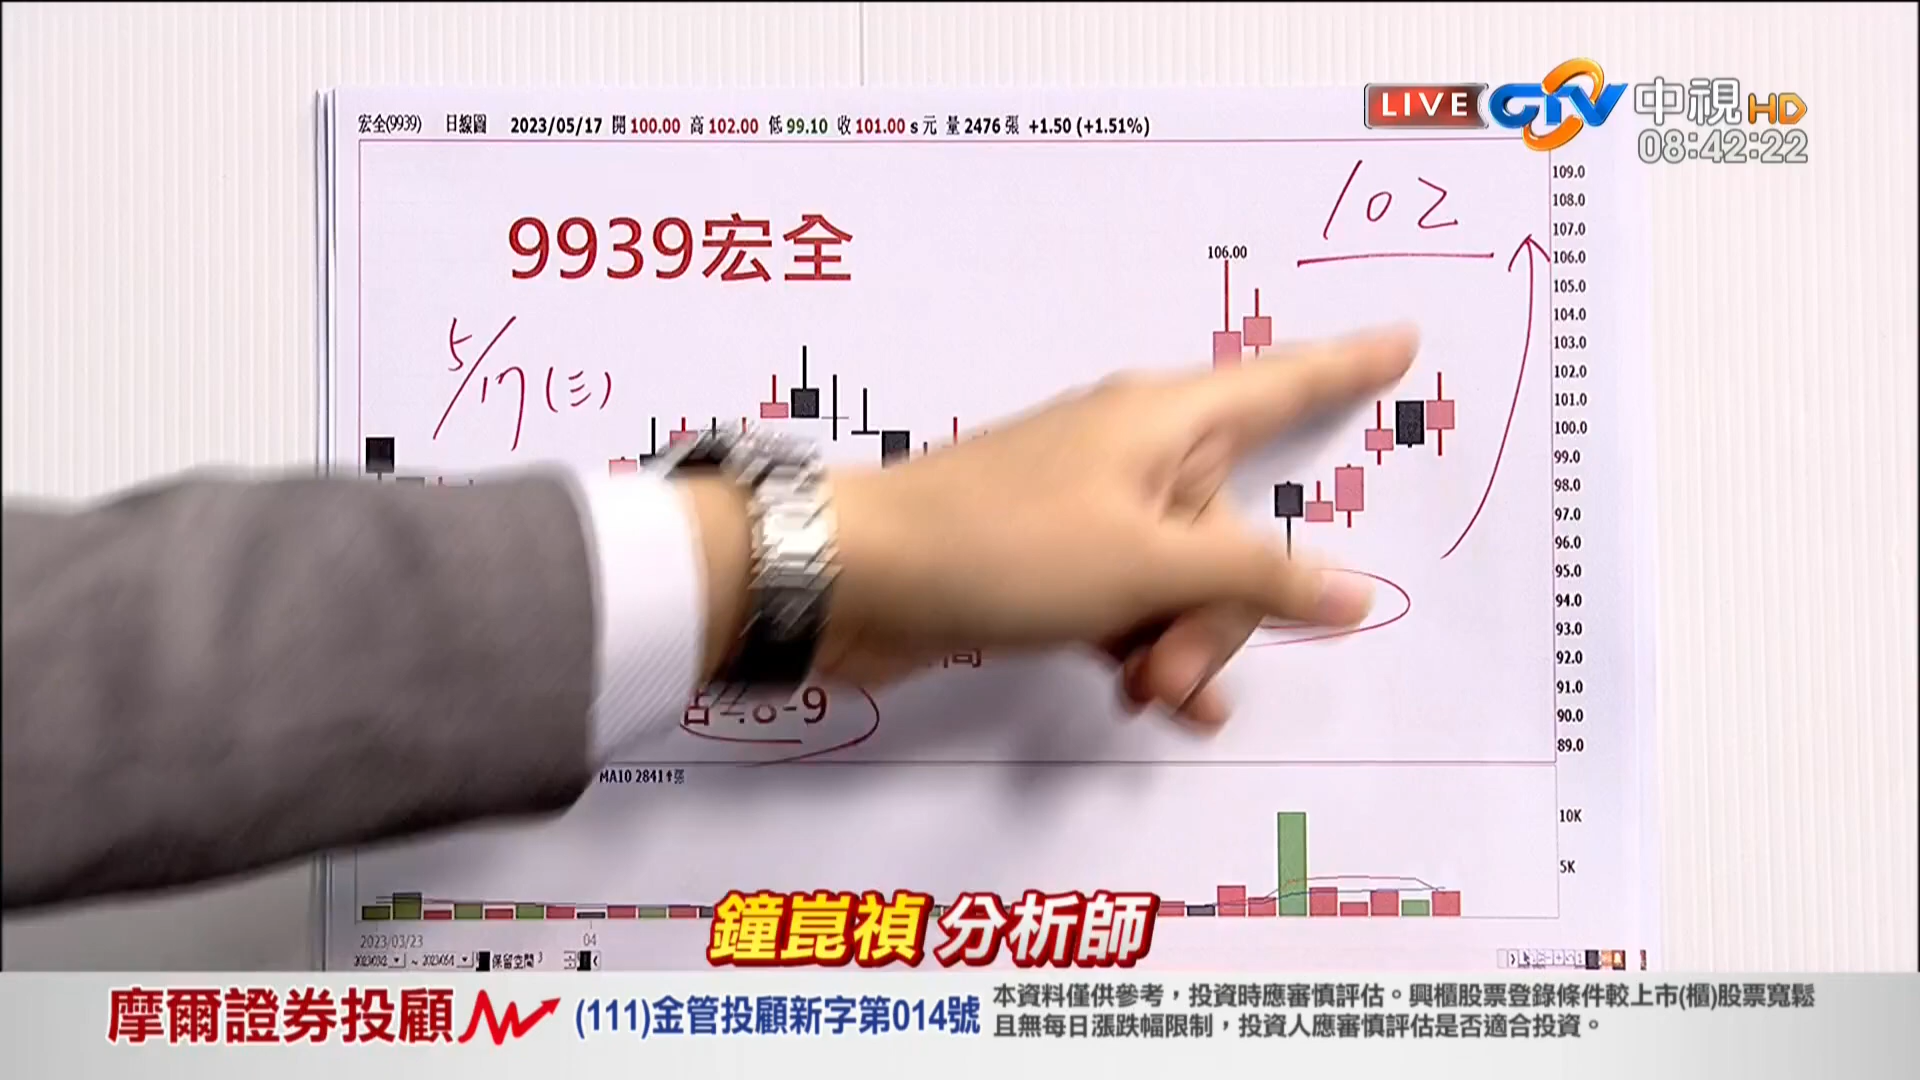 LIVE CTV 中視 HD
08:42:22
宏全(9939) 日線圖 2023/05/17 開 100.00 高 102.00 低 99.10 收 101.00 s 元 量 2476 張 +1.50 (+1.51%)
102
9939宏全
106.00
5/17(三)
109.0
108.0
107.0
106.0
105.0
104.0
103.0
102.0
101.0
100.0
99.0
98.0
97.0
96.0
95.0
94.0
93.0
92.0
91.0
90.0
89.0
高
8-9
MA10 2841↑張
10K
5K
2023/03/23
04
保留空間 3
鐘崑禎 分析師
摩爾證券投顧 (111)金管投顧新字第014號
本資料僅供參考，投資時應審慎評估。興櫃股票登錄條件較上市(櫃)股票寬鬆
且無每日漲跌幅限制，投資人應審慎評估是否適合投資。